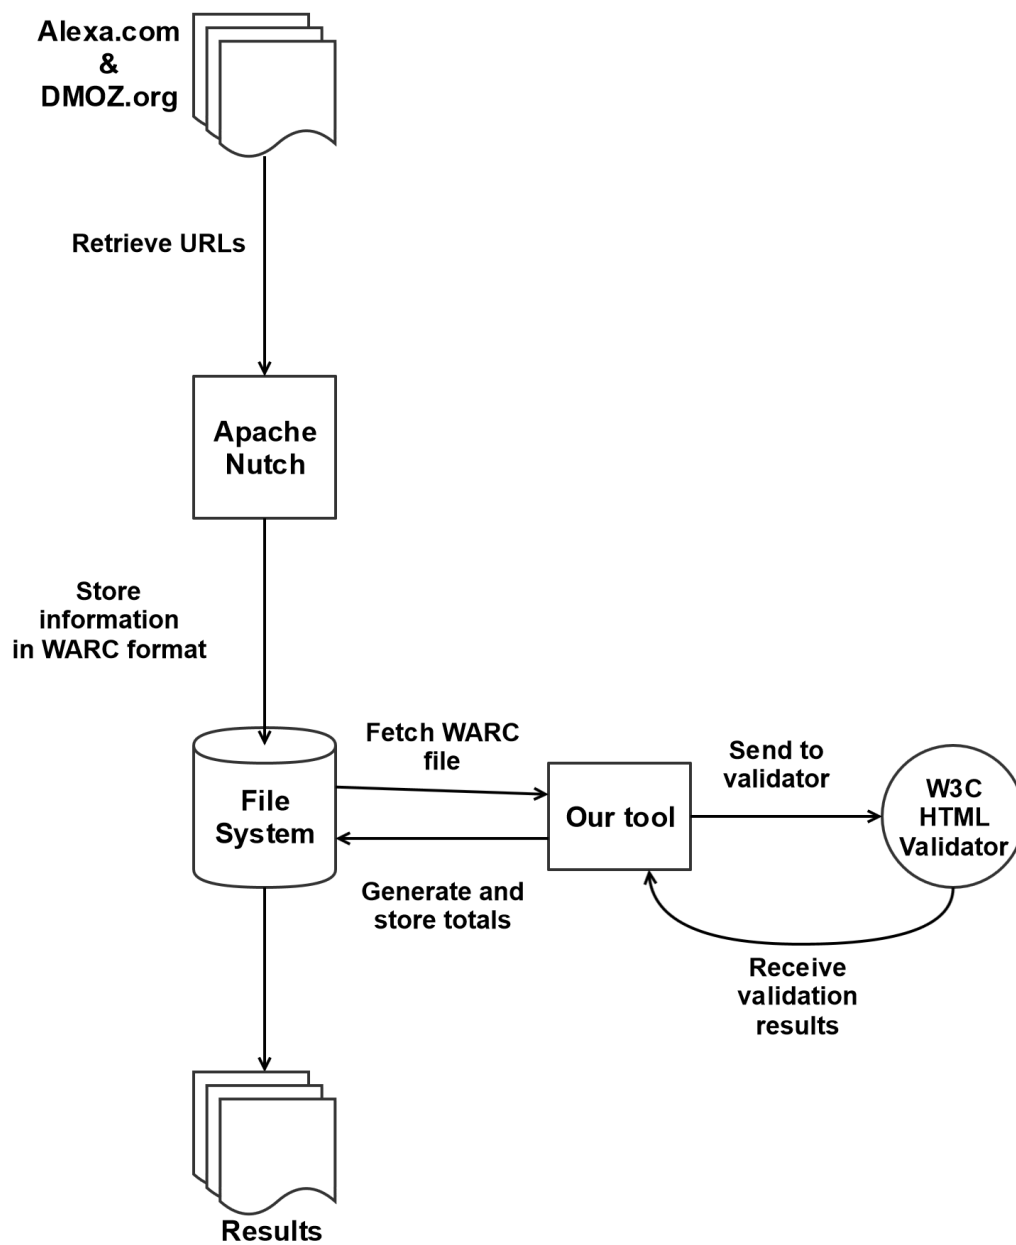 Alexa.com
&
DMOZ.org
Retrieve URLs
Apache
Nutch
Store
information
in WARC format
File
System
Fetch WARC
file
Generate and
store totals
Our tool
Send to
validator
W3C
HTML
Validator
Receive
validation
results
Results